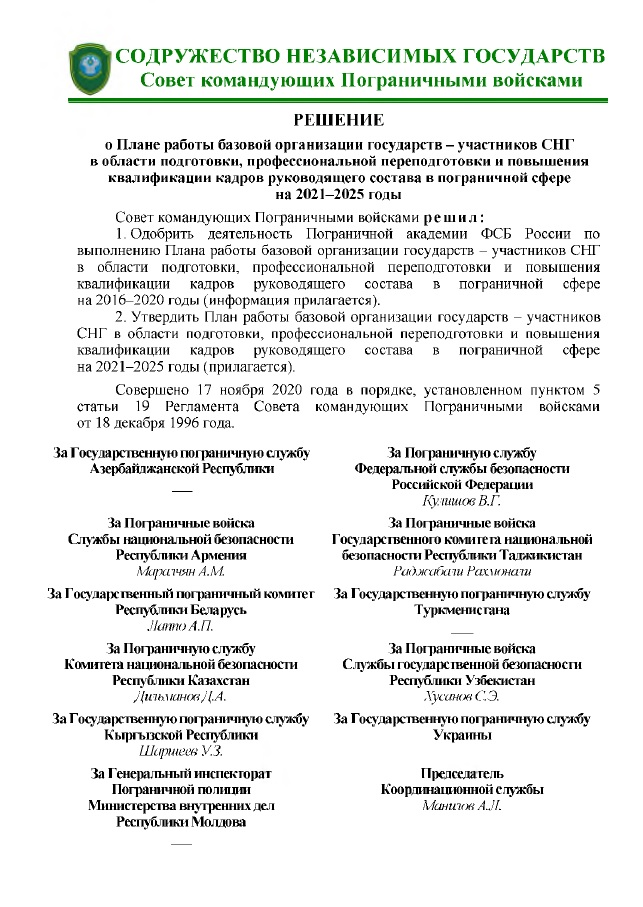 СОДРУЖЕСТВО НЕЗАВИСИМЫХ ГОСУДАРСТВ
Совет командующих Пограничными войсками
РЕШЕНИЕ
о Плане работы базовой организации государств – участников СНГ
в области подготовки, профессиональной переподготовки и повышения
квалификации кадров руководящего состава в пограничной сфере
на 2021–2025 годы
Совет командующих Пограничными войсками решил:
1. Одобрить деятельность Пограничной академии ФСБ России по
выполнению Плана работы базовой организации государств – участников СНГ
в области подготовки, профессиональной переподготовки и повышения
квалификации кадров руководящего состава в пограничной сфере
на 2016–2020 годы (информация прилагается).
2. Утвердить План работы базовой организации государств – участников
СНГ в области подготовки, профессиональной переподготовки и повышения
квалификации кадров руководящего состава в пограничной сфере
на 2021–2025 годы (прилагается).
Совершено 17 ноября 2020 года в порядке, установленном пунктом 5
статьи 19 Регламента Совета командующих Пограничными войсками
от 18 декабря 1996 года.
За Государственную пограничную службу
Азербайджанской Республики
За Пограничную службу
Федеральной службы безопасности
Российской Федерации
Кулишов В.Г.
За Пограничные войска
Службы национальной безопасности
Республики Армения
Маралчян А.М.
За Пограничные войска
Государственного комитета национальной
безопасности Республики Таджикистан
Раджабали Рахмонали
За Государственный пограничный комитет
Республики Беларусь
Лаппо А.П.
За Государственную пограничную службу
Туркменистана
За Пограничную службу
Комитета национальной безопасности
Республики Казахстан
Дильманов Д.А.
За Пограничные войска
Службы государственной безопасности
Республики Узбекистан
Хусанов С.Э.
За Государственную пограничную службу
Кыргызской Республики
Шаршеев У.З.
За Государственную пограничную службу
Украины
За Генеральный инспекторат
Пограничной полиции
Министерства внутренних дел
Республики Молдова
Председатель
Координационной службы
Манилов А.Л.